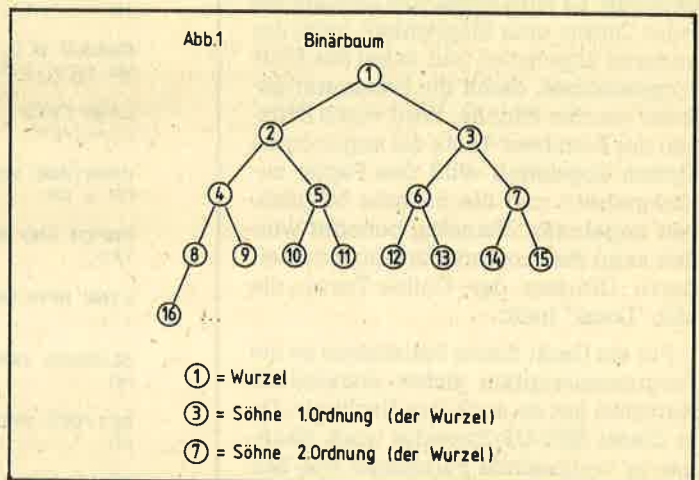 Abb.1 Binärbaum
1
2 3
4 5 6 7
8 9 10 11 12 13 14 15
16
1 = Wurzel
3 = Söhne 1.Ordnung (der Wurzel)
7 = Söhne 2.Ordnung (der Wurzel)